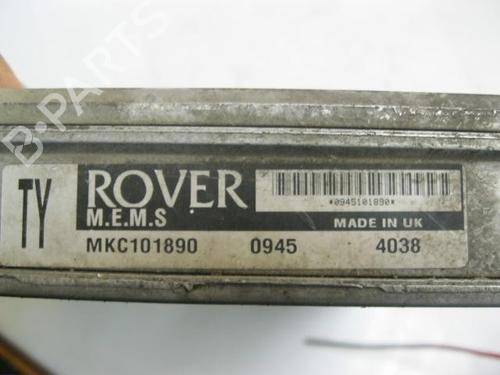 B-PARTS
TY
ROVER
*0945101890*
M.E.M.S
MADE IN UK
MKC101890 0945 4038